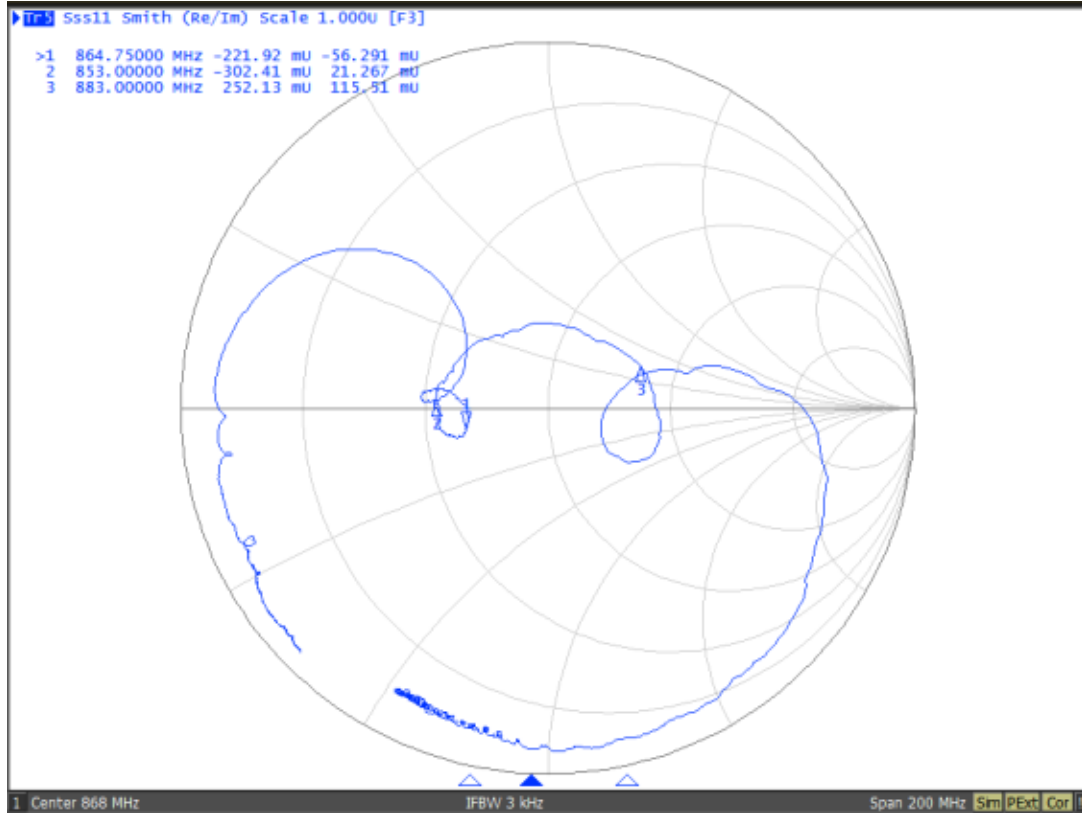 Tr5 Sss11 Smith (Re/Im) Scale 1.000U [F3]
>1 864.75000 MHz -221.92 mU -56.291 mU
2 853.00000 MHz -302.41 mU 21.267 mU
3 883.00000 MHz 252.13 mU 115.51 mU
3
1 Center 868 MHz IFBW 3 kHz Span 200 MHz Sim PExt Cor